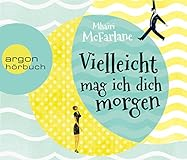 Mhairi
McFarlane
argon
hörbuch
Vielleicht
mag ich dich
morgen